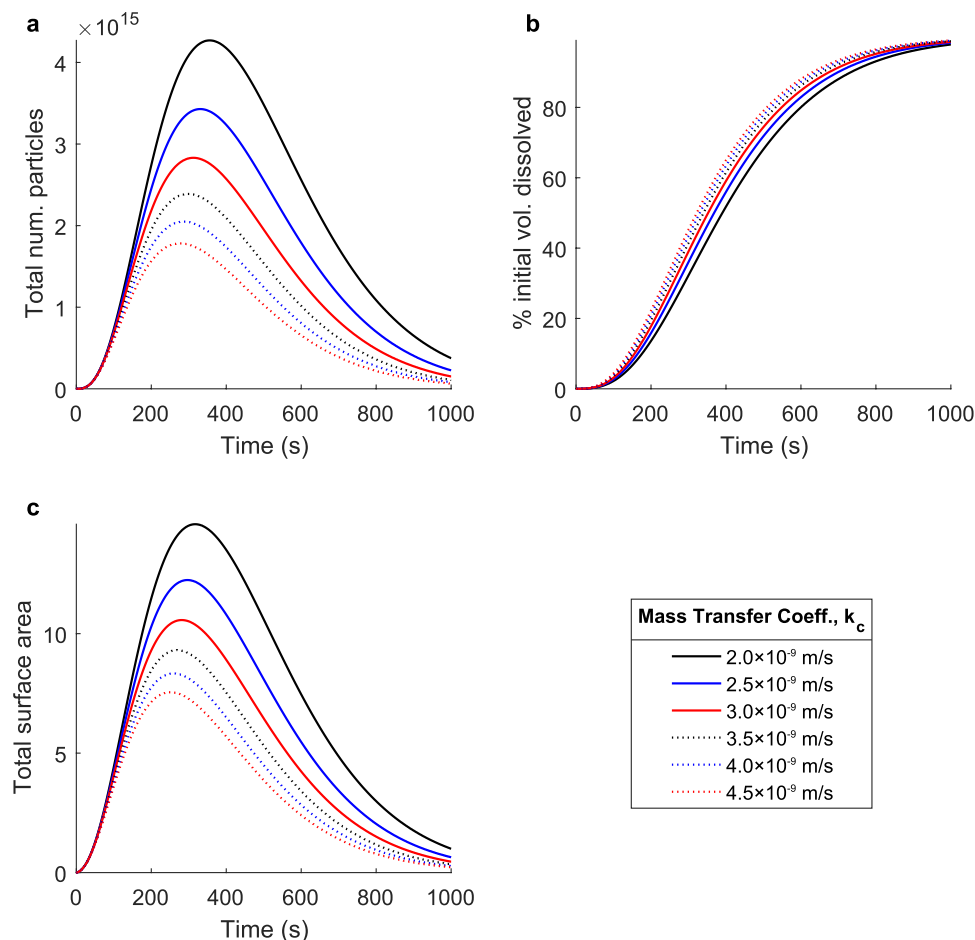 a
× 10¹⁵
Total num. particles
4
3
2
1
0
0 200 400 600 800 1000
Time (s)
b
% initial vol. dissolved
80
60
40
20
0
0 200 400 600 800 1000
Time (s)
c
Total surface area
10
5
0
0 200 400 600 800 1000
Time (s)
Mass Transfer Coeff., k_c
2.0×10⁻⁹ m/s
2.5×10⁻⁹ m/s
3.0×10⁻⁹ m/s
3.5×10⁻⁹ m/s
4.0×10⁻⁹ m/s
4.5×10⁻⁹ m/s